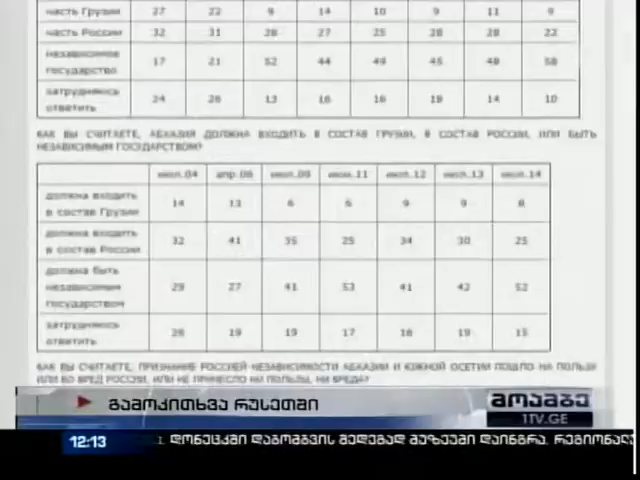 часть Грузии 27 22 9 14 10 9 11 9
часть России 32 31 26 27 25 28 28 22
независимое 17 21 52 44 49 45 48 58
государство
затрудняюсь 24 26 13 16 16 18 14 10
ответить
КАК ВЫ СЧИТАЕТЕ, АБХАЗИЯ ДОЛЖНА ВХОДИТЬ В СОСТАВ ГРУЗИИ, В СОСТАВ РОССИИ, ИЛИ БЫТЬ
НЕЗАВИСИМЫМ ГОСУДАРСТВОМ?
июл.04 апр.06 июл.09 июн.11 июл.12 июл.13 июл.14
должна входить 14 13 6 6 9 9 8
в состав Грузии
должна входить 32 41 35 25 34 30 25
в состав России
должна быть 29 27 41 53 41 42 52
независимым
государством
затрудняюсь 26 19 19 17 16 19 15
ответить
КАК ВЫ СЧИТАЕТЕ, ПРИЗНАНИЕ РОССИЕЙ НЕЗАВИСИМОСТИ АБХАЗИИ И ЮЖНОЙ ОСЕТИИ ПОШЛО НА ПОЛЬЗУ
ИЛИ ВО ВРЕД РОССИИ, ИЛИ НЕ ПРИНЕСЛО НИ ПОЛЬЗЫ, НИ ВРЕДА?
გამოკითხვა რუსეთში
მოამბე
1TV.GE
12:13 ა. დონეცკში დაბომბვის შედეგად მუზეუმი დაინგრა. რეგიონალ